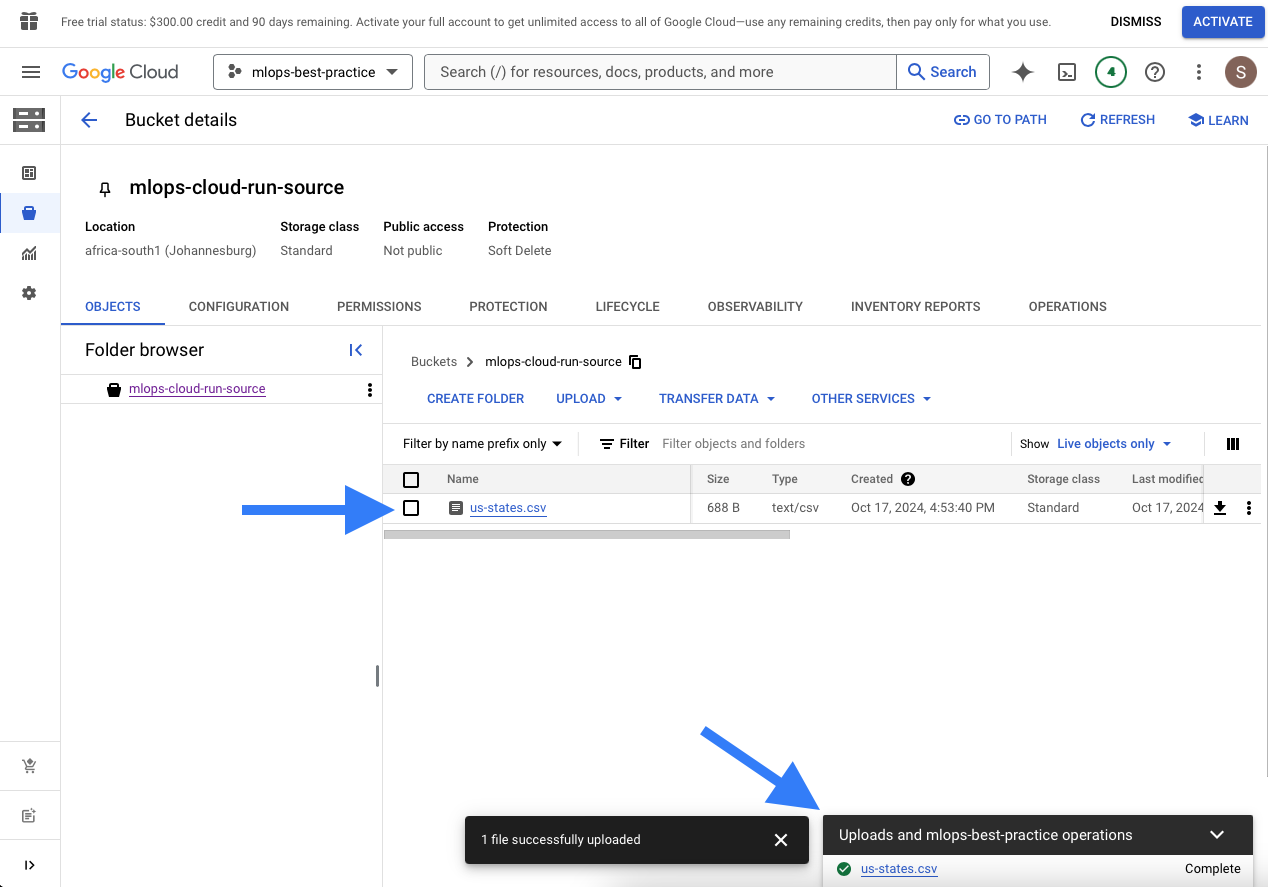 Free trial status: $300.00 credit and 90 days remaining. Activate your full account to get unlimited access to all of Google Cloud—use any remaining credits, then pay only for what you use.
DISMISS
ACTIVATE
Google Cloud
mlops-best-practice
Search (/) for resources, docs, products, and more
Search
4
S
Bucket details
GO TO PATH
REFRESH
LEARN
mlops-cloud-run-source
Location
Storage class
Public access
Protection
africa-south1 (Johannesburg)
Standard
Not public
Soft Delete
OBJECTS
CONFIGURATION
PERMISSIONS
PROTECTION
LIFECYCLE
OBSERVABILITY
INVENTORY REPORTS
OPERATIONS
Folder browser
mlops-cloud-run-source
Buckets
mlops-cloud-run-source
CREATE FOLDER
UPLOAD
TRANSFER DATA
OTHER SERVICES
Filter by name prefix only
Filter
Filter objects and folders
Show
Live objects only
Name
Size
Type
Created
Storage class
Last modified
us-states.csv
688 B
text/csv
Oct 17, 2024, 4:53:40 PM
Standard
Oct 17, 2024
1 file successfully uploaded
Uploads and mlops-best-practice operations
us-states.csv
Complete